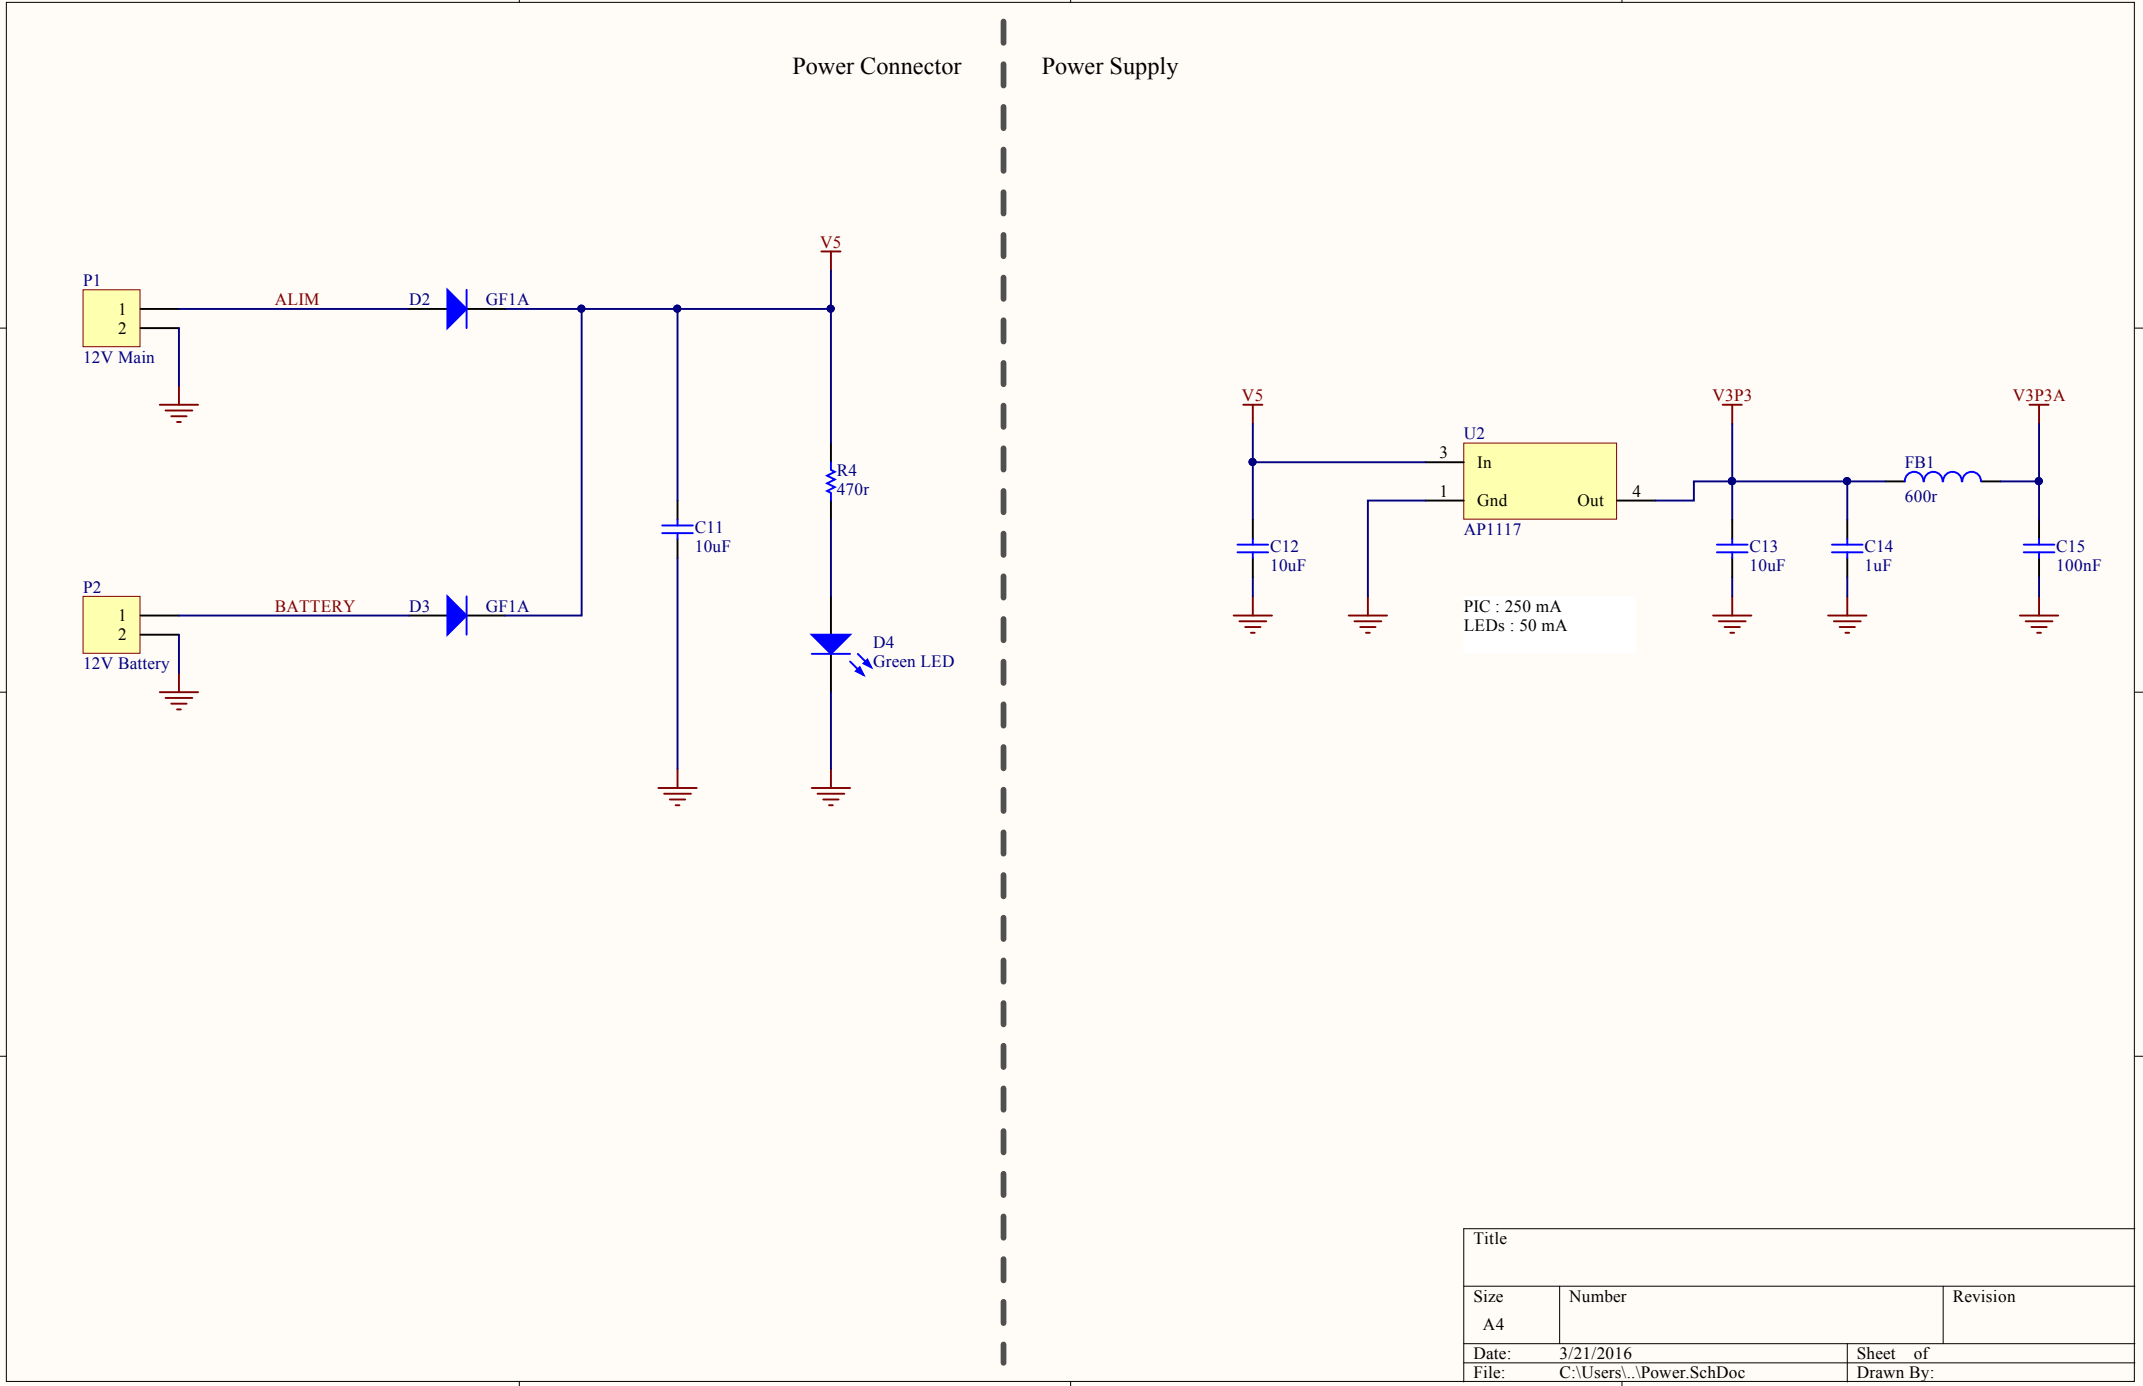 Power Connector
Power Supply
V5
P1
1
2
12V Main
ALIM
D2
GF1A
P2
1
2
12V Battery
BATTERY
D3
GF1A
C11
10uF
R4
470r
D4
Green LED
V5
C12
10uF
U2
3
In
1
Gnd
Out
4
AP1117
PIC : 250 mA
LEDs : 50 mA
V3P3
C13
10uF
C14
1uF
FB1
600r
V3P3A
C15
100nF
Title
Size
Number
Revision
A4
Date: 3/21/2016 Sheet of
File: C:\Users\..\Power.SchDoc Drawn By: